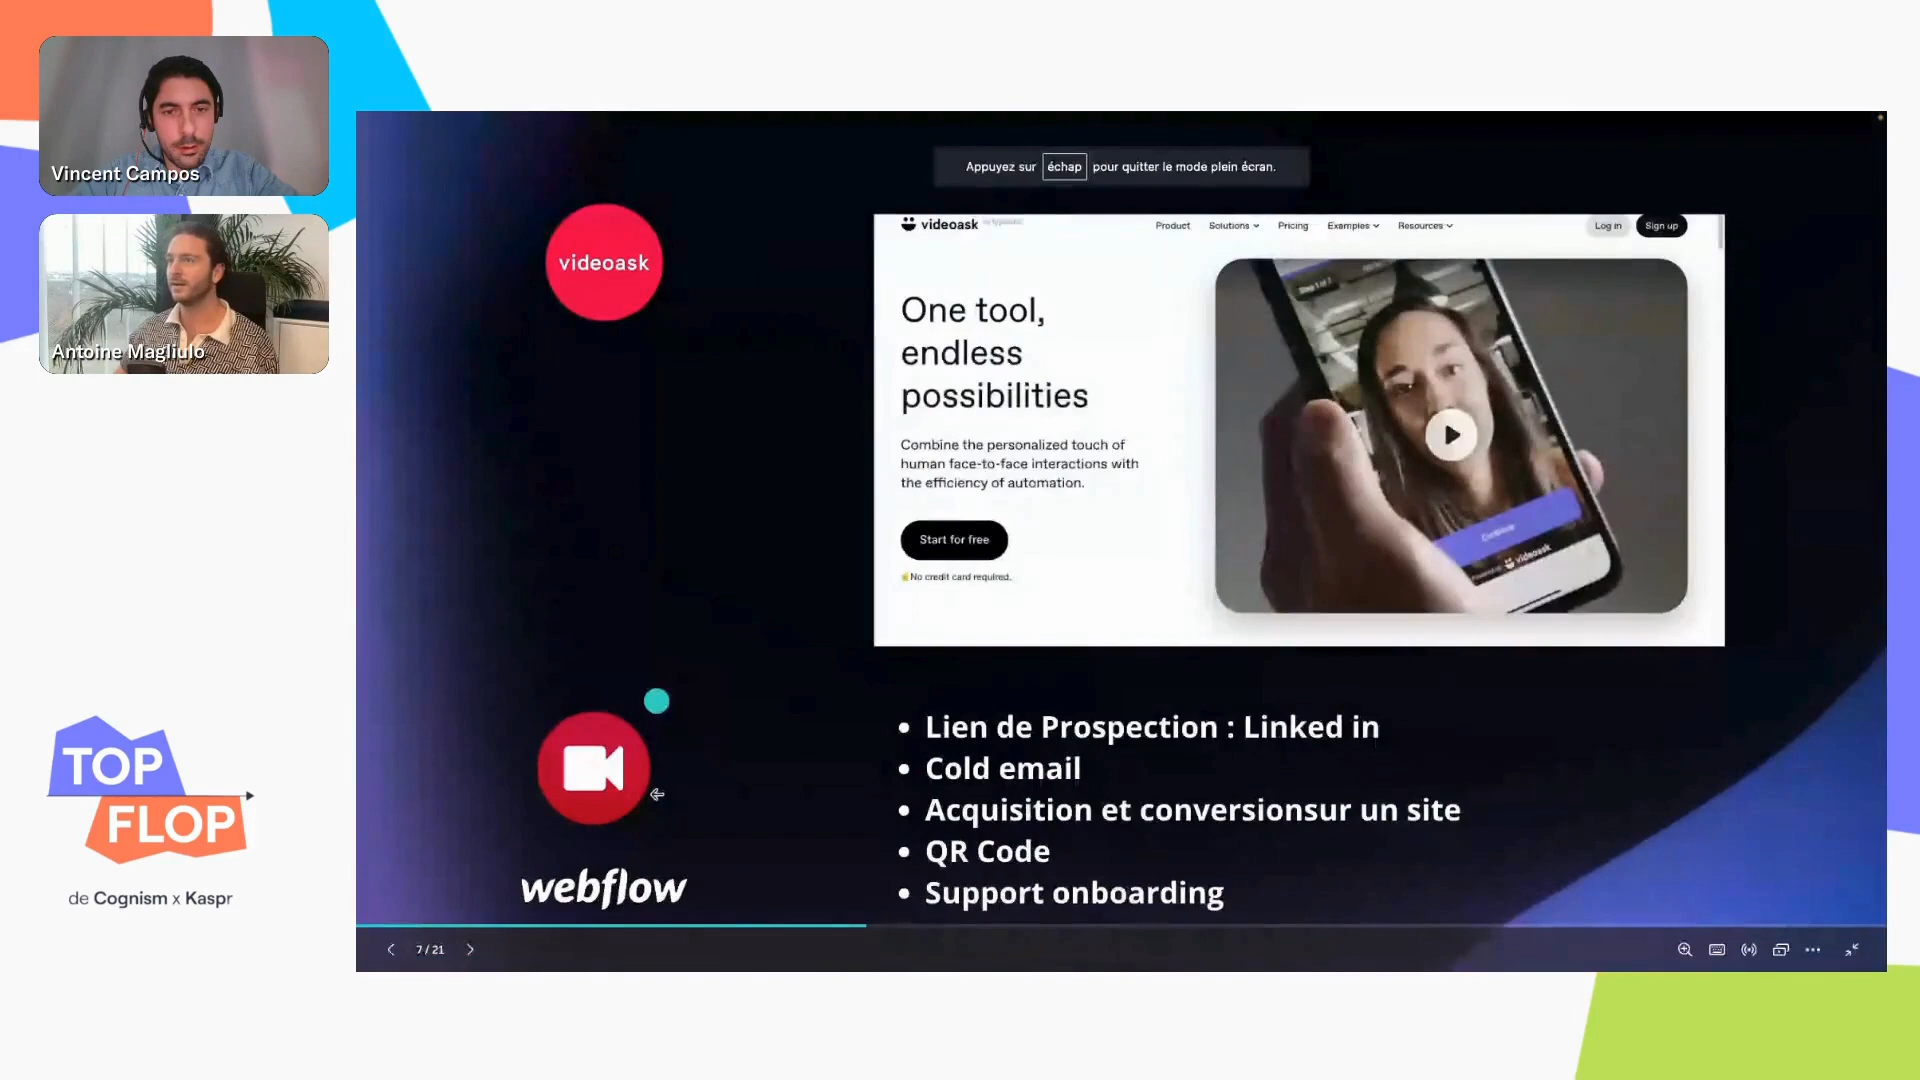 Vincent Campos
Antoine Magliulo
TOP
FLOP
de Cognism x Kaspr
Appuyez sur échap pour quitter le mode plein écran.
videoask
videoask
Product Solutions Pricing Examples Resources Log in Sign up
One tool,
endless
possibilities
Combine the personalized touch of
human face-to-face interactions with
the efficiency of automation.
Start for free
No credit card required.
videoask
webflow
• Lien de Prospection : Linked in
• Cold email
• Acquisition et conversionsur un site
• QR Code
• Support onboarding
7 / 21